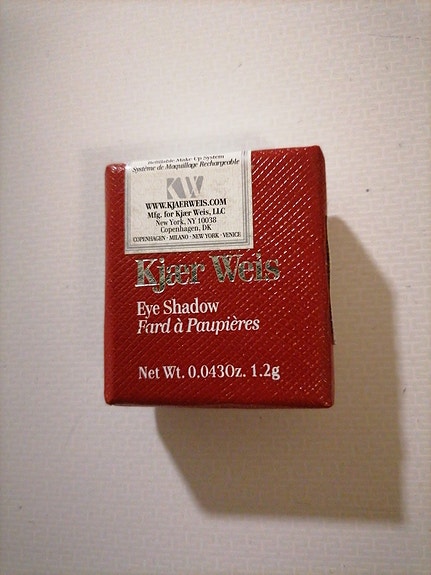 Refillable Make-Up System
Système de Maquillage Rechargeable
KW
WWW.KJAERWEIS.COM
Mfg. for Kjær Weis, LLC
New York, NY 10038
Copenhagen, DK
COPENHAGEN · MILANO · NEW YORK · VENICE
Kjær Weis
Eye Shadow
Fard à Paupières
Net Wt. 0.043Oz. 1.2g